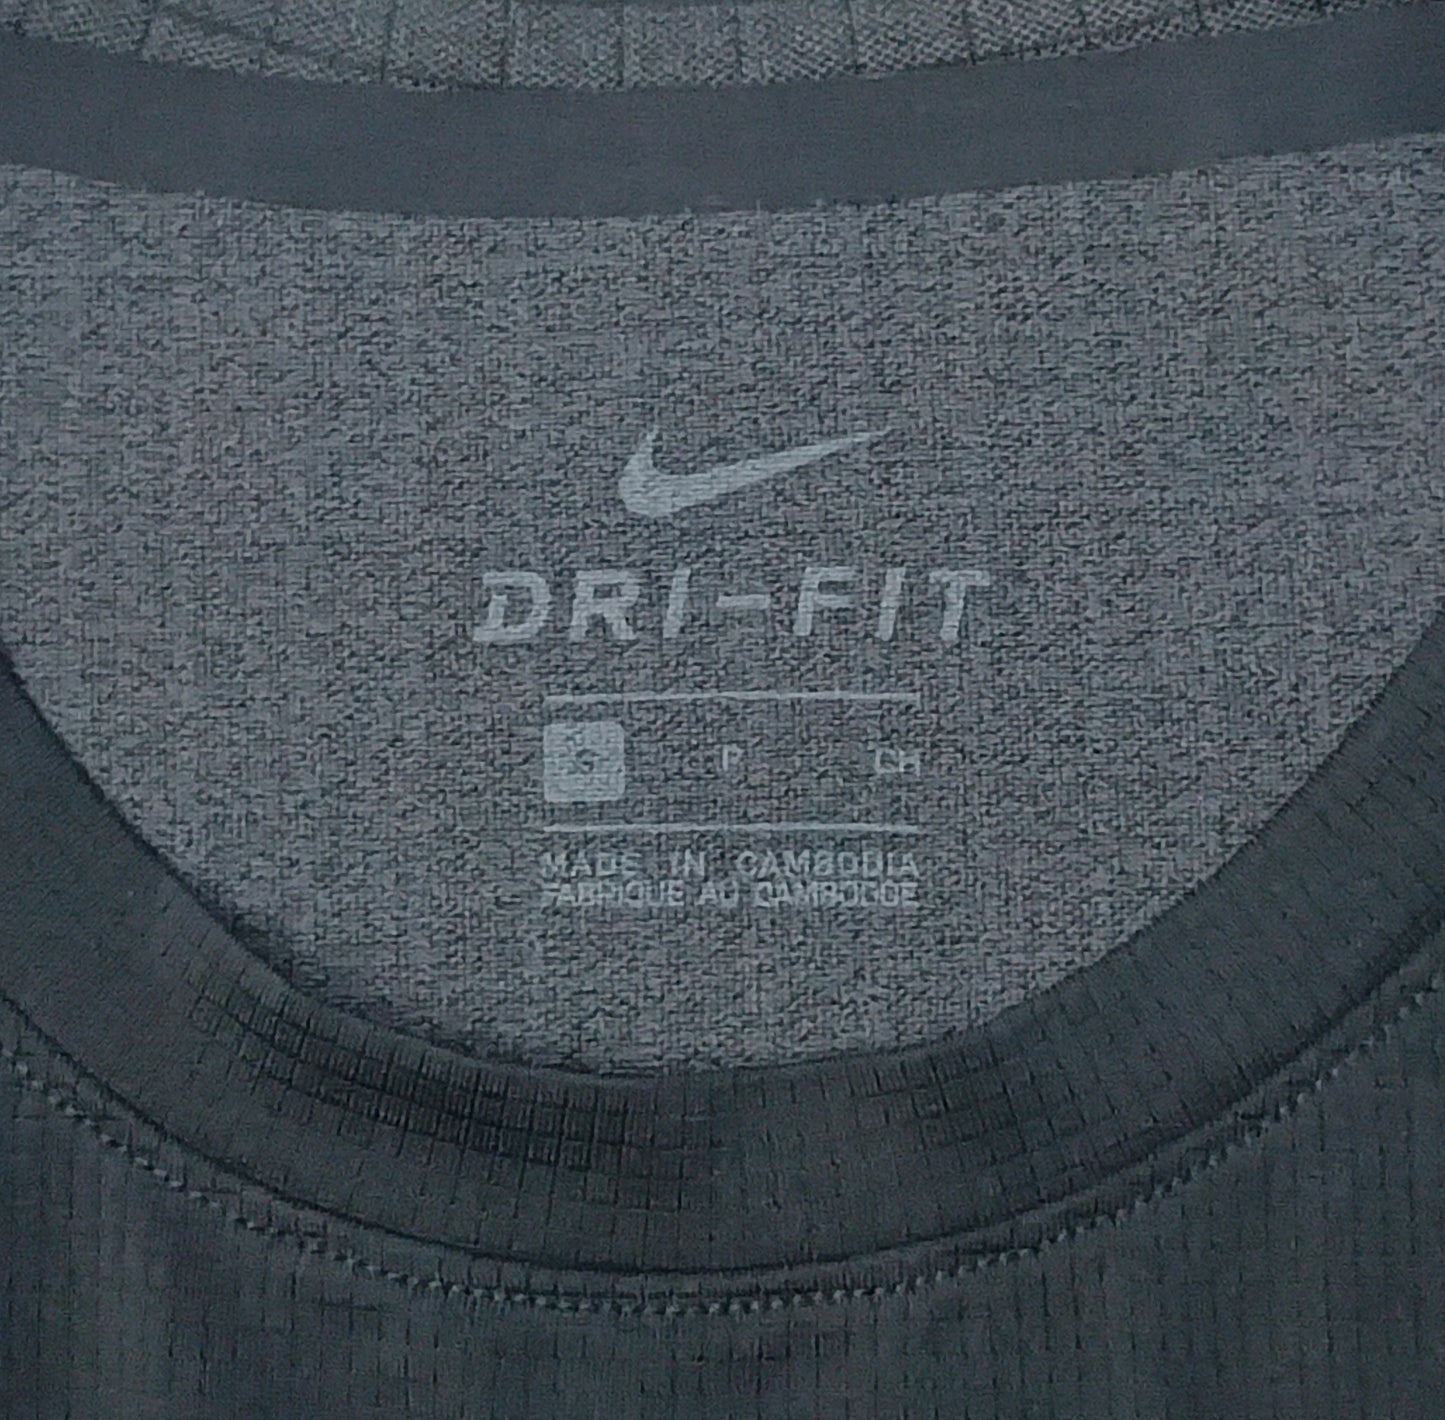 DRI-FIT
S P CH
MADE IN CAMBODIA
FABRIQUE AU CAMBODGE